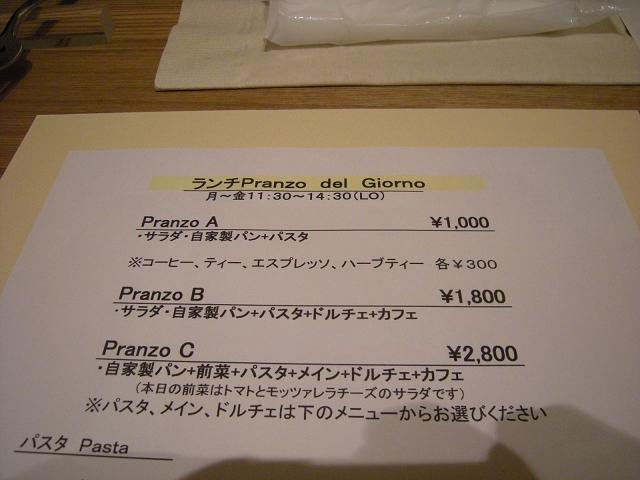 ランチPranzo del Giorno
月～金11:30～14:30(LO)
Pranzo A ¥1,000
・サラダ・自家製パン+パスタ
※コーヒー、ティー、エスプレッソ、ハーブティー 各¥300
Pranzo B ¥1,800
・サラダ・自家製パン+パスタ+ドルチェ+カフェ
Pranzo C ¥2,800
・自家製パン+前菜+パスタ+メイン+ドルチェ+カフェ
(本日の前菜はトマトとモッツァレラチーズのサラダです)
※パスタ、メイン、ドルチェは下のメニューからお選びください
パスタ Pasta